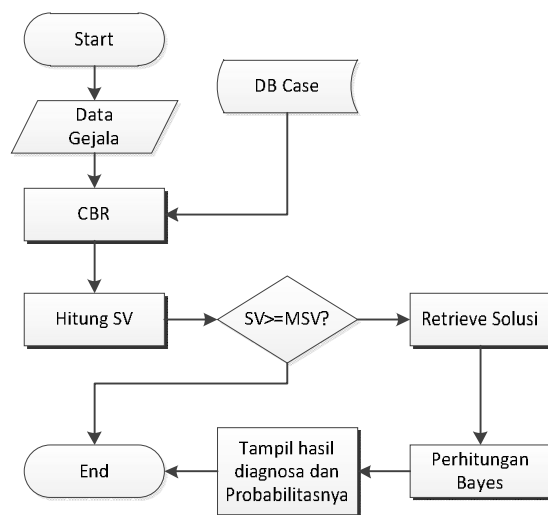 Start
DB Case
Data
Gejala
CBR
Hitung SV
SV>=MSV?
Retrieve Solusi
End
Tampil hasil
diagnosa dan
Probabilitasnya
Perhitungan
Bayes